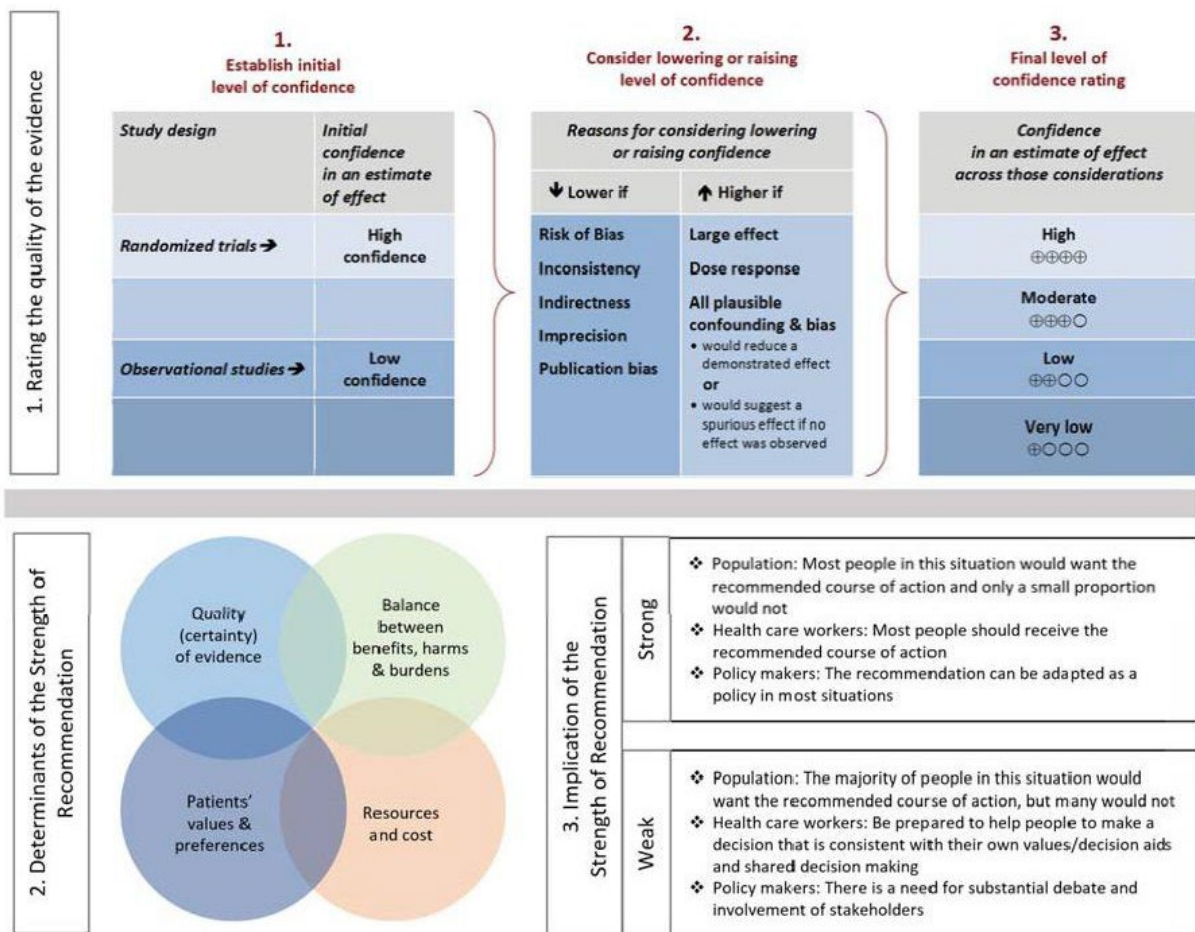 1. Rating the quality of the evidence
1.
Establish initial
level of confidence
Study design
Initial
confidence
in an estimate
of effect
Randomized trials ➔
High
confidence
Observational studies ➔
Low
confidence
2.
Consider lowering or raising
level of confidence
Reasons for considering lowering
or raising confidence
🡇 Lower if
Risk of Bias
Inconsistency
Indirectness
Imprecision
Publication bias
🡅 Higher if
Large effect
Dose response
All plausible
confounding & bias
• would reduce a
demonstrated effect
or
• would suggest a
spurious effect if no
effect was observed
3.
Final level of
confidence rating
Confidence
in an estimate of effect
across those considerations
High
⊕⊕⊕⊕
Moderate
⊕⊕⊕○
Low
⊕⊕○○
Very low
⊕○○○
2. Determinants of the Strength of
Recommendation
Quality
(certainty)
of evidence
Balance
between
benefits, harms
& burdens
Patients'
values &
preferences
Resources
and cost
3. Implication of the
Strength of Recommendation
Strong
❖ Population: Most people in this situation would want the
recommended course of action and only a small proportion
would not
❖ Health care workers: Most people should receive the
recommended course of action
❖ Policy makers: The recommendation can be adapted as a
policy in most situations
Weak
❖ Population: The majority of people in this situation would
want the recommended course of action, but many would not
❖ Health care workers: Be prepared to help people to make a
decision that is consistent with their own values/decision aids
and shared decision making
❖ Policy makers: There is a need for substantial debate and
involvement of stakeholders